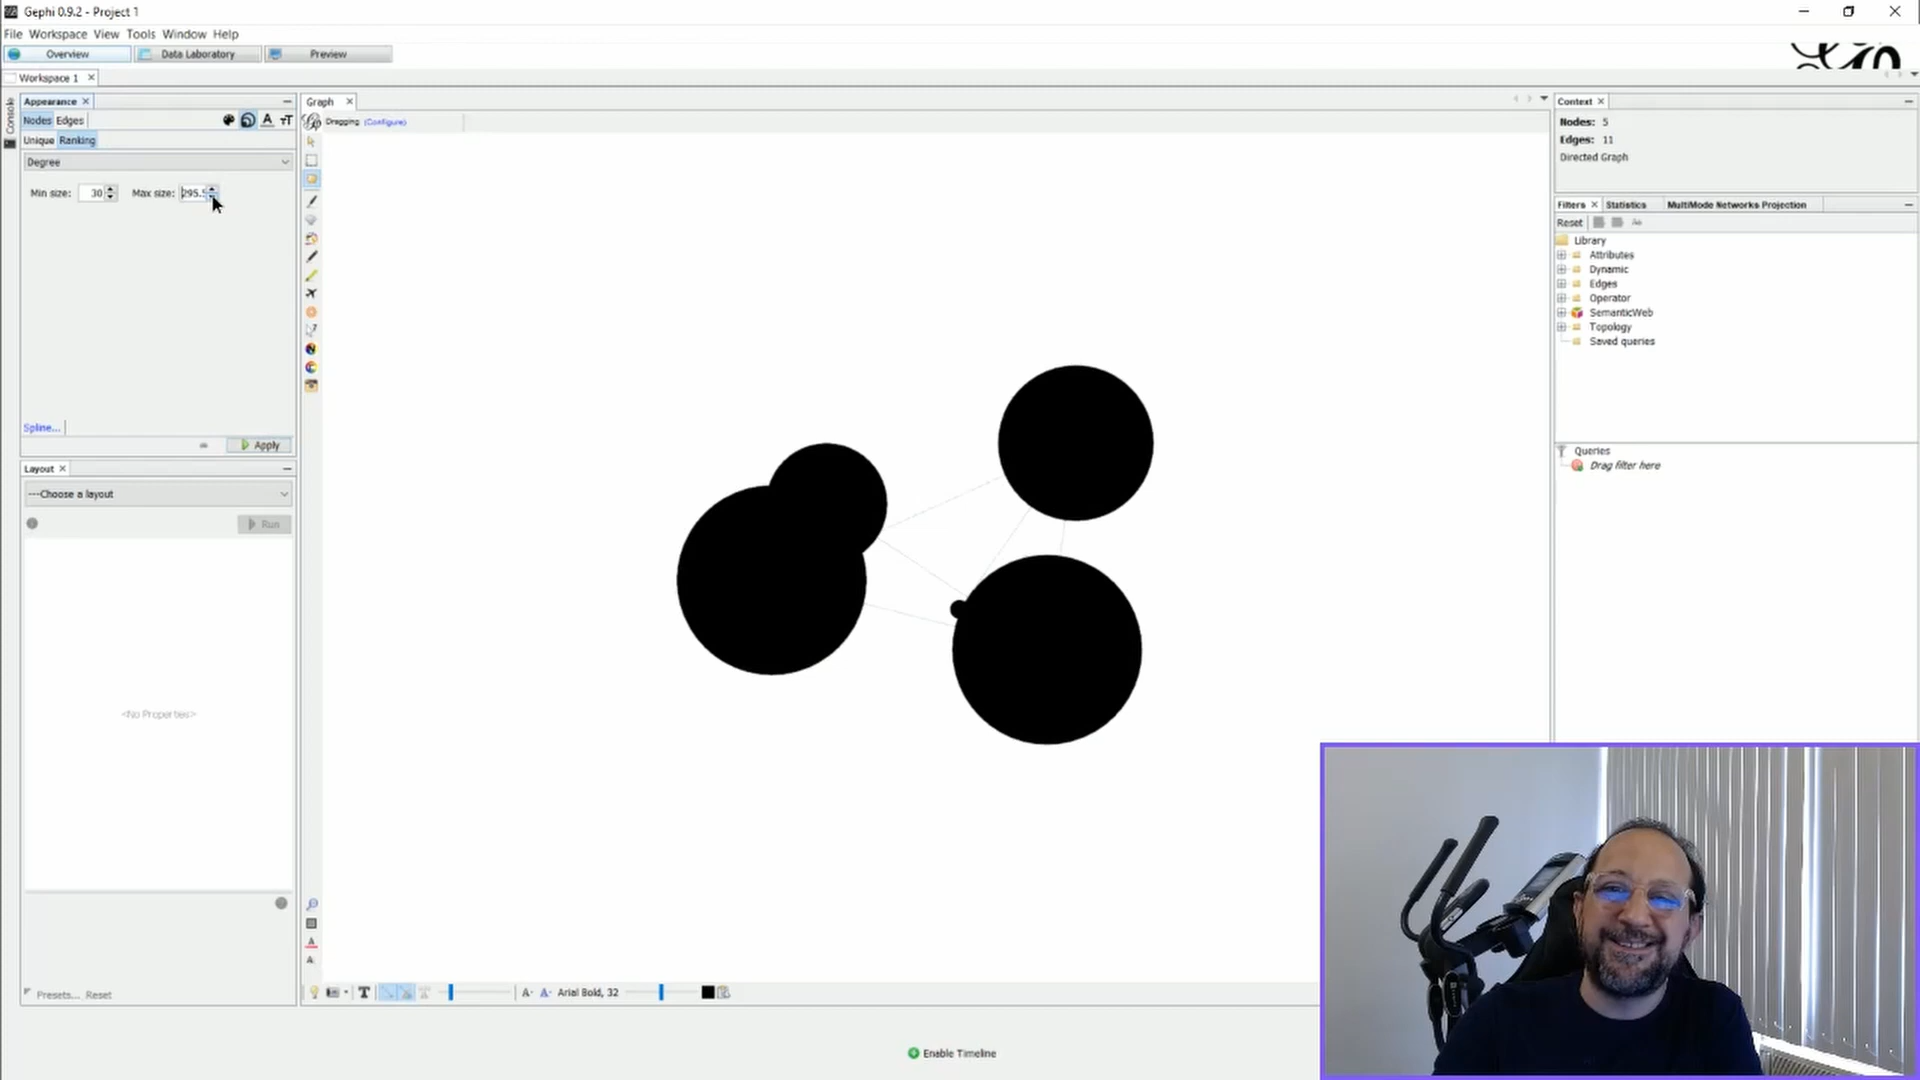 Gephi 0.9.2 - Project 1
File Workspace View Tools Window Help
Overview Data Laboratory Preview
Workspace 1
Console
Appearance
Nodes Edges
Unique Ranking
Degree
Min size: 30 Max size: 295.
Spline...
Apply
Layout
---Choose a layout
Run
<No Properties>
Presets... Reset
Graph
Dragging (Configure)
Arial Bold, 32
Enable Timeline
Context
Nodes: 5
Edges: 11
Directed Graph
Filters Statistics MultiMode Networks Projection
Reset
Library
Attributes
Dynamic
Edges
Operator
SemanticWeb
Topology
Saved queries
Queries
Drag filter here